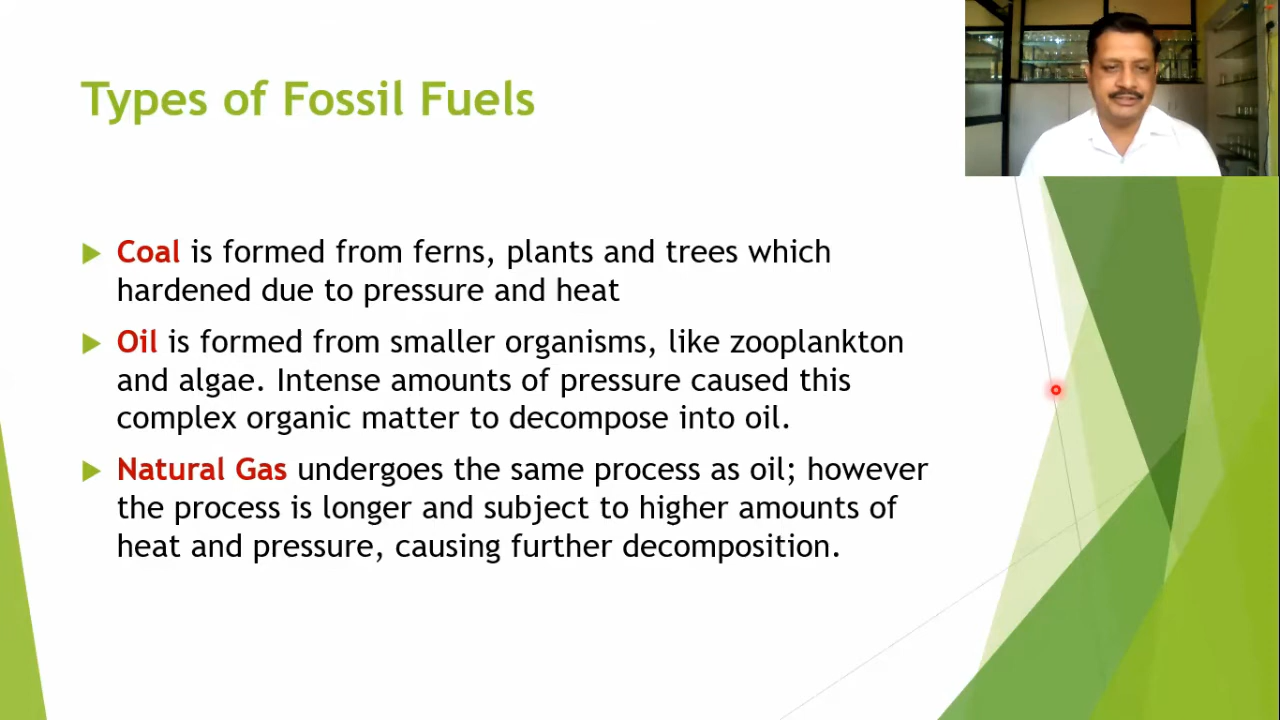 Types of Fossil Fuels
Coal is formed from ferns, plants and trees which
hardened due to pressure and heat
Oil is formed from smaller organisms, like zooplankton
and algae. Intense amounts of pressure caused this
complex organic matter to decompose into oil.
Natural Gas undergoes the same process as oil; however
the process is longer and subject to higher amounts of
heat and pressure, causing further decomposition.